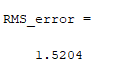 RMS_error =
1.5204